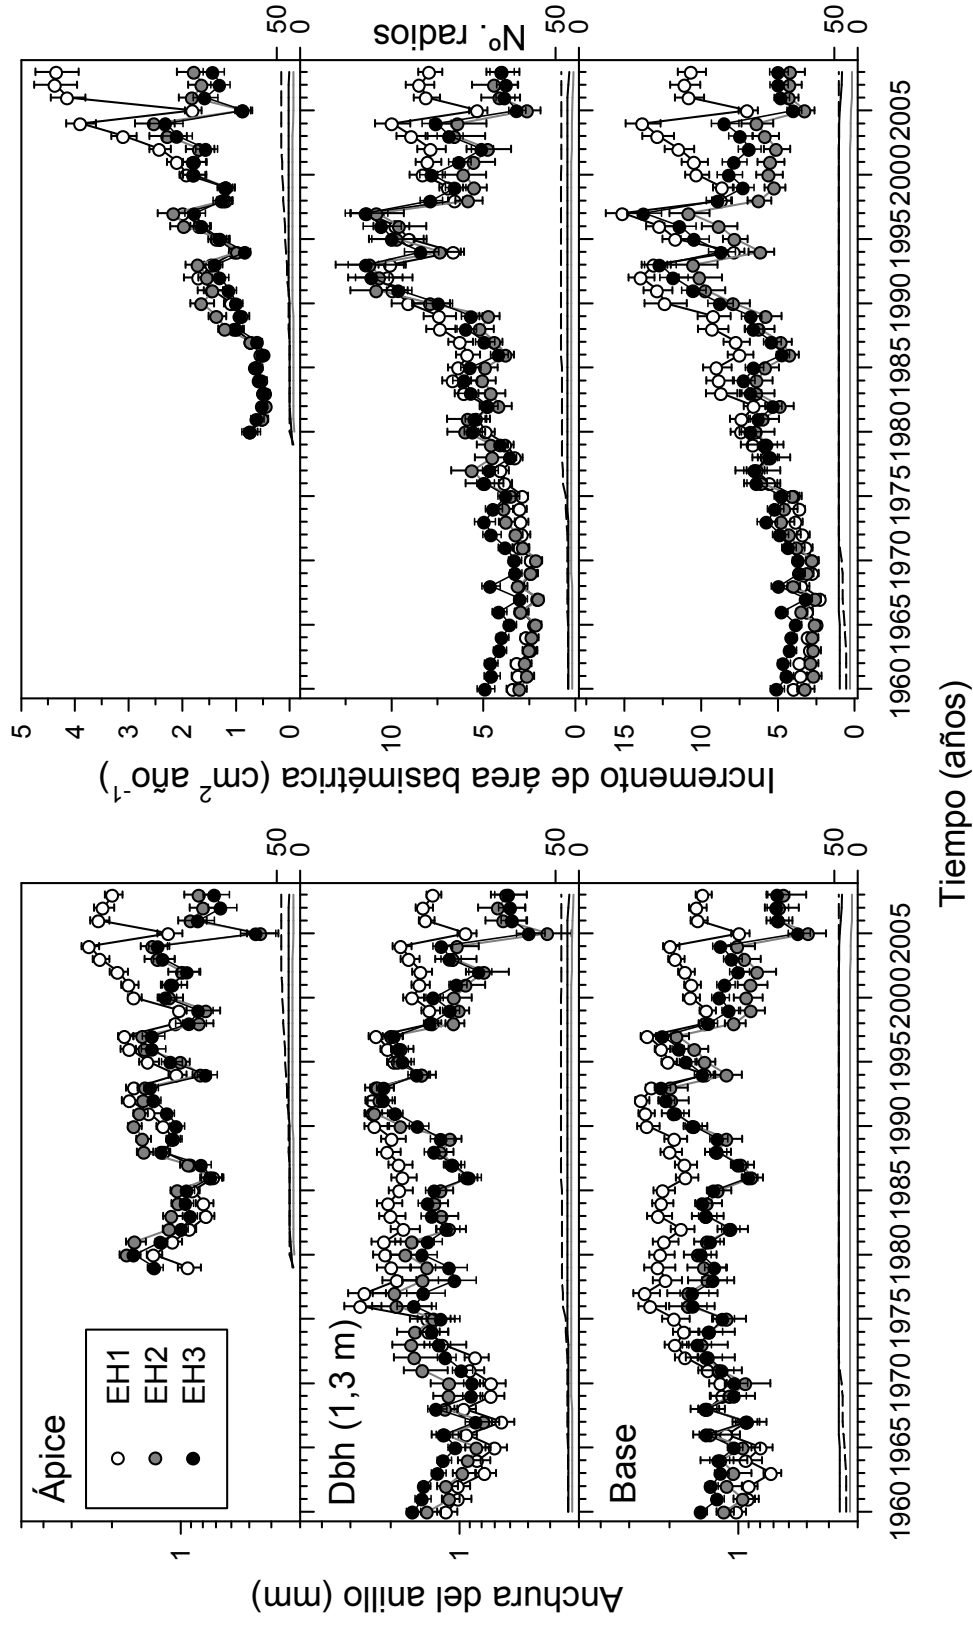 Ápice
EH1
EH2
EH3
1
50
0
Dbh (1,3 m)
1
50
0
Base
1
50
0
1960 1965 1970 1975 1980 1985 1990 1995 2000 2005
Anchura del anillo (mm)
5
4
3
2
1
0
50
0
10
5
0
50
0
15
10
5
0
50
0
1960 1965 1970 1975 1980 1985 1990 1995 2000 2005
Incremento de área basimétrica (cm² año⁻¹)
Nº. radios
Tiempo (años)